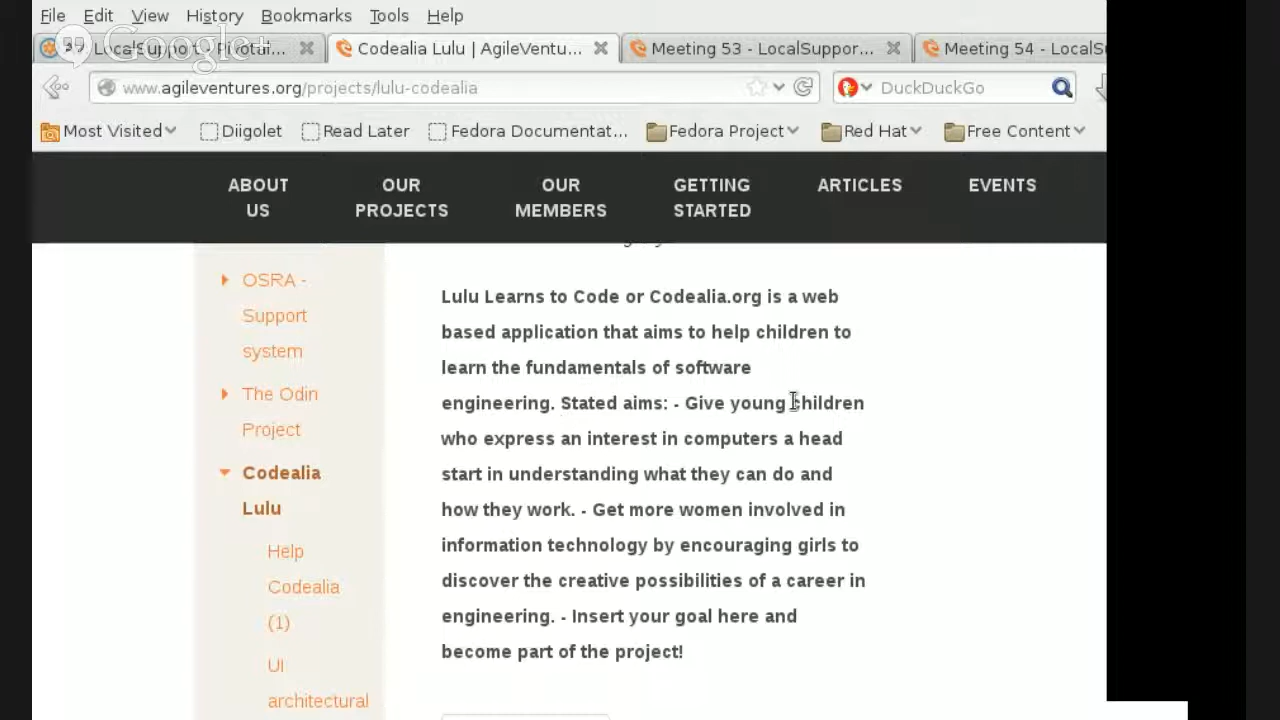 File Edit View History Bookmarks Tools Help
Google+
LocalSupport - Pivotal... Codealia Lulu | AgileVentu... Meeting 53 - LocalSuppor... Meeting 54 - LocalS
www.agileventures.org/projects/lulu-codealia DuckDuckGo
Most Visited Diigolet Read Later Fedora Documentat... Fedora Project Red Hat Free Content
ABOUT US
OUR PROJECTS
OUR MEMBERS
GETTING STARTED
ARTICLES
EVENTS
OSRA -
Support
system
The Odin
Project
Codealia
Lulu
Help
Codealia
(1)
UI
architectural
Lulu Learns to Code or Codealia.org is a web
based application that aims to help children to
learn the fundamentals of software
engineering. Stated aims: - Give young children
who express an interest in computers a head
start in understanding what they can do and
how they work. - Get more women involved in
information technology by encouraging girls to
discover the creative possibilities of a career in
engineering. - Insert your goal here and
become part of the project!